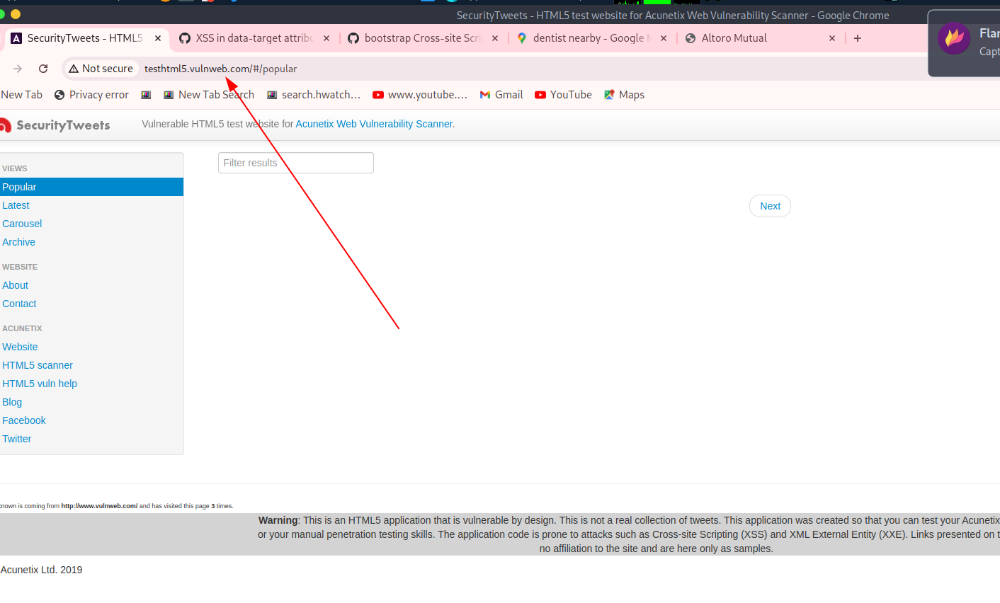 SecurityTweets - HTML5 test website for Acunetix Web Vulnerability Scanner - Google Chrome
SecurityTweets - HTML5
XSS in data-target attribu
bootstrap Cross-site Scri
dentist nearby - Google
Altoro Mutual
Not secure
testhtml5.vulnweb.com/#/popular
New Tab
Privacy error
New Tab Search
search.hwatch...
www.youtube....
Gmail
YouTube
Maps
SecurityTweets
Vulnerable HTML5 test website for Acunetix Web Vulnerability Scanner.
VIEWS
Popular
Latest
Carousel
Archive
WEBSITE
About
Contact
ACUNETIX
Website
HTML5 scanner
HTML5 vuln help
Blog
Facebook
Twitter
Filter results
Next
known is coming from http://www.vulnweb.com/ and has visited this page 3 times.
Warning: This is an HTML5 application that is vulnerable by design. This is not a real collection of tweets. This application was created so that you can test your Acunetix
or your manual penetration testing skills. The application code is prone to attacks such as Cross-site Scripting (XSS) and XML External Entity (XXE). Links presented on
no affiliation to the site and are here only as samples.
Acunetix Ltd. 2019
Flan
Capt